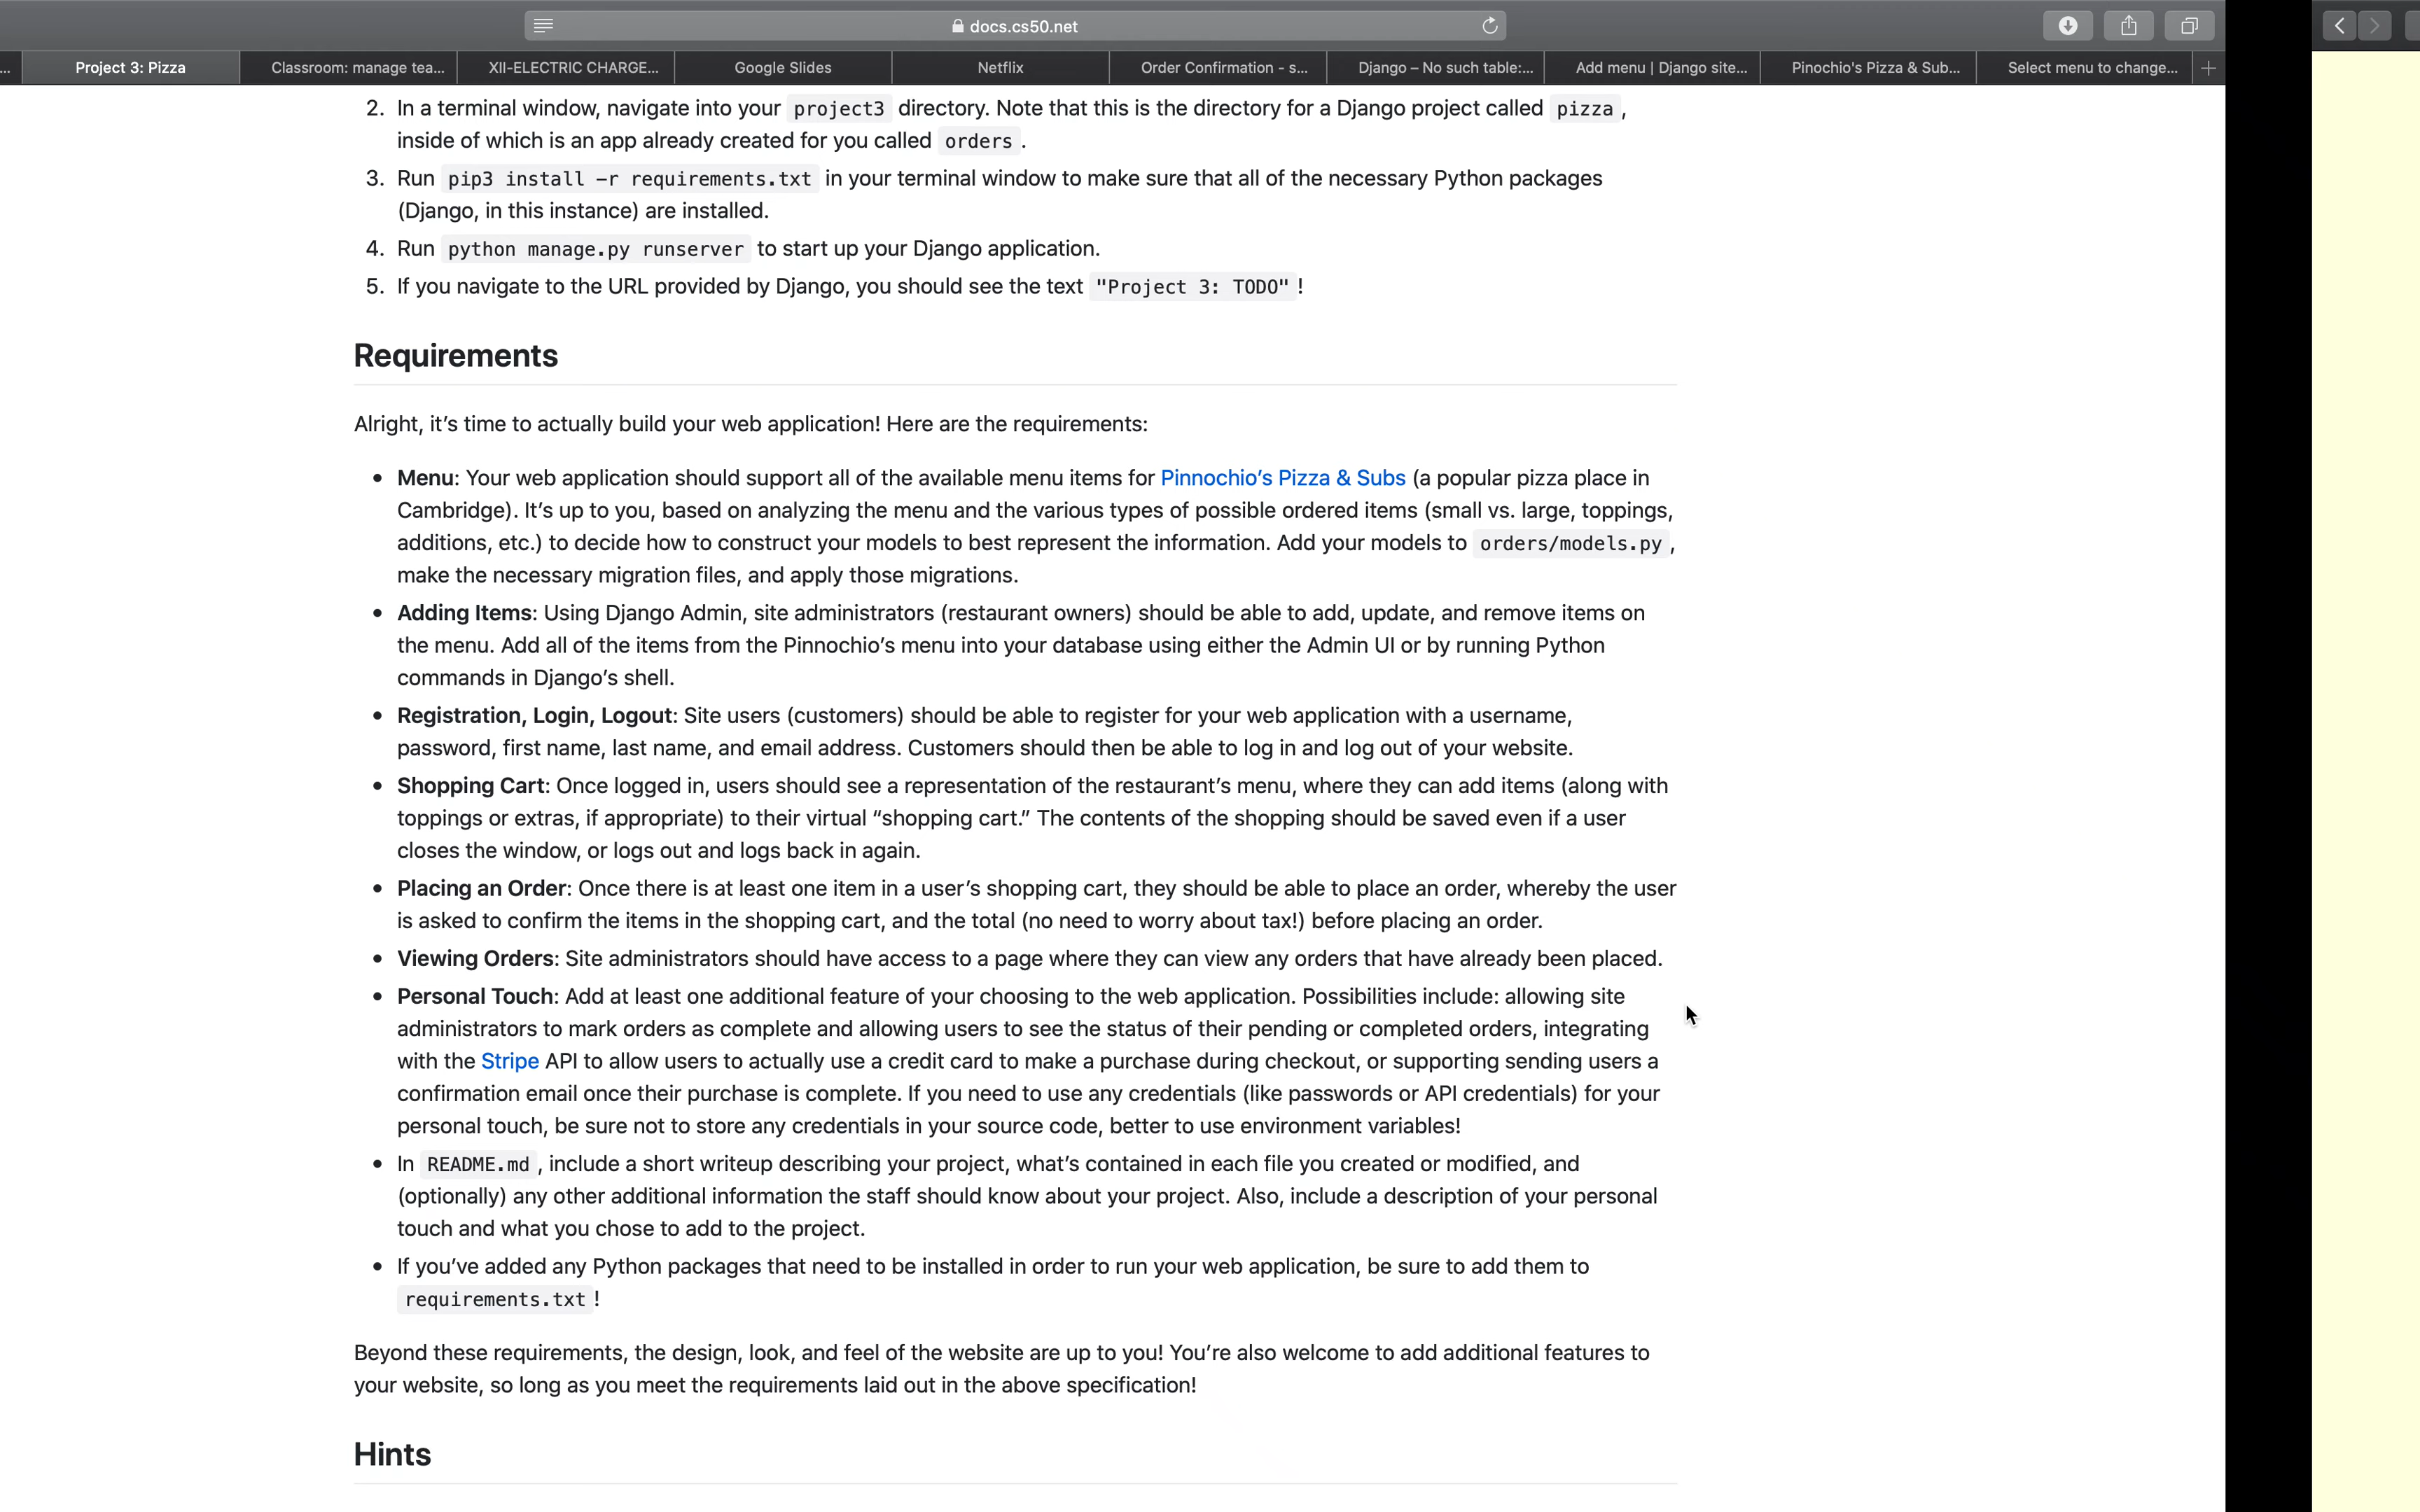 docs.cs50.net
...
Project 3: Pizza
Classroom: manage tea...
XII-ELECTRIC CHARGE...
Google Slides
Netflix
Order Confirmation - s...
Django – No such table:...
Add menu | Django site...
Pinochio's Pizza & Sub...
Select menu to change...
2. In a terminal window, navigate into your project3 directory. Note that this is the directory for a Django project called pizza ,
inside of which is an app already created for you called orders .
3. Run pip3 install -r requirements.txt in your terminal window to make sure that all of the necessary Python packages
(Django, in this instance) are installed.
4. Run python manage.py runserver to start up your Django application.
5. If you navigate to the URL provided by Django, you should see the text "Project 3: TODO" !
Requirements
Alright, it’s time to actually build your web application! Here are the requirements:
• Menu: Your web application should support all of the available menu items for Pinnochio’s Pizza & Subs (a popular pizza place in
Cambridge). It’s up to you, based on analyzing the menu and the various types of possible ordered items (small vs. large, toppings,
additions, etc.) to decide how to construct your models to best represent the information. Add your models to orders/models.py ,
make the necessary migration files, and apply those migrations.
• Adding Items: Using Django Admin, site administrators (restaurant owners) should be able to add, update, and remove items on
the menu. Add all of the items from the Pinnochio’s menu into your database using either the Admin UI or by running Python
commands in Django’s shell.
• Registration, Login, Logout: Site users (customers) should be able to register for your web application with a username,
password, first name, last name, and email address. Customers should then be able to log in and log out of your website.
• Shopping Cart: Once logged in, users should see a representation of the restaurant’s menu, where they can add items (along with
toppings or extras, if appropriate) to their virtual “shopping cart.” The contents of the shopping should be saved even if a user
closes the window, or logs out and logs back in again.
• Placing an Order: Once there is at least one item in a user’s shopping cart, they should be able to place an order, whereby the user
is asked to confirm the items in the shopping cart, and the total (no need to worry about tax!) before placing an order.
• Viewing Orders: Site administrators should have access to a page where they can view any orders that have already been placed.
• Personal Touch: Add at least one additional feature of your choosing to the web application. Possibilities include: allowing site
administrators to mark orders as complete and allowing users to see the status of their pending or completed orders, integrating
with the Stripe API to allow users to actually use a credit card to make a purchase during checkout, or supporting sending users a
confirmation email once their purchase is complete. If you need to use any credentials (like passwords or API credentials) for your
personal touch, be sure not to store any credentials in your source code, better to use environment variables!
• In README.md , include a short writeup describing your project, what’s contained in each file you created or modified, and
(optionally) any other additional information the staff should know about your project. Also, include a description of your personal
touch and what you chose to add to the project.
• If you’ve added any Python packages that need to be installed in order to run your web application, be sure to add them to
requirements.txt !
Beyond these requirements, the design, look, and feel of the website are up to you! You’re also welcome to add additional features to
your website, so long as you meet the requirements laid out in the above specification!
Hints